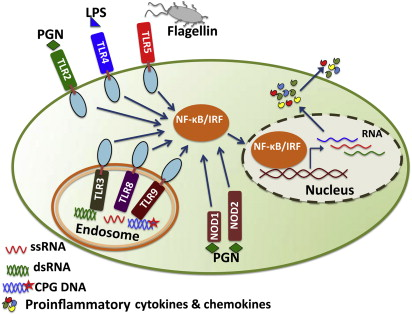 LPS
PGN
Flagellin
TLR2
TLR4
TLR5
NF-κB/IRF
RNA
NF-κB/IRF
Nucleus
TLR3
TLR8
TLR9
Endosome
NOD1
NOD2
PGN
ssRNA
dsRNA
CPG DNA
Proinflammatory cytokines & chemokines